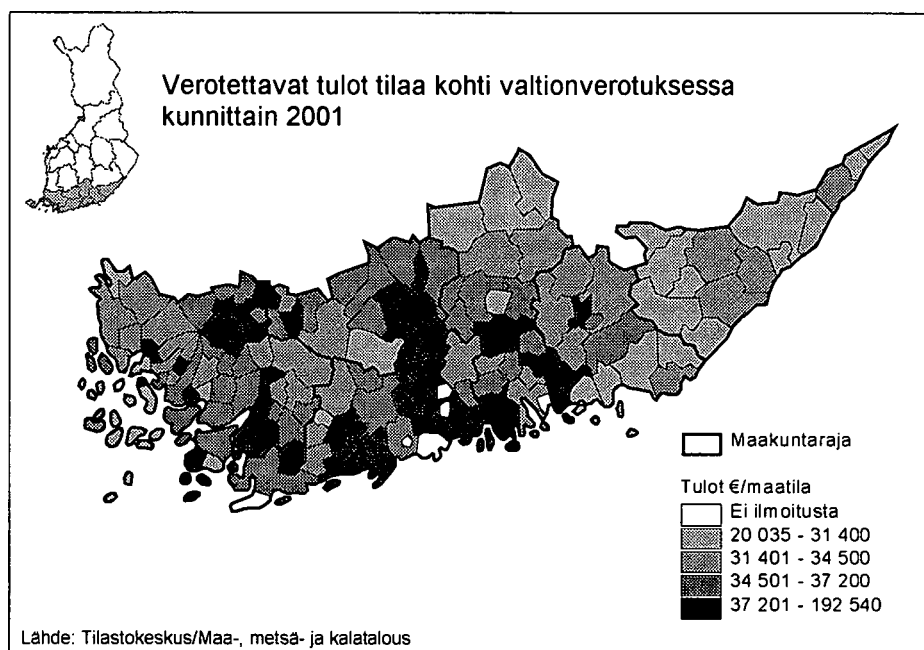 Verotettavat tulot tilaa kohti valtionverotuksessa
kunnittain 2001
Maakuntaraja
Tulot €/maatila
Ei ilmoitusta
20 035 - 31 400
31 401 - 34 500
34 501 - 37 200
37 201 - 192 540
Lähde: Tilastokeskus/Maa-, metsä- ja kalatalous